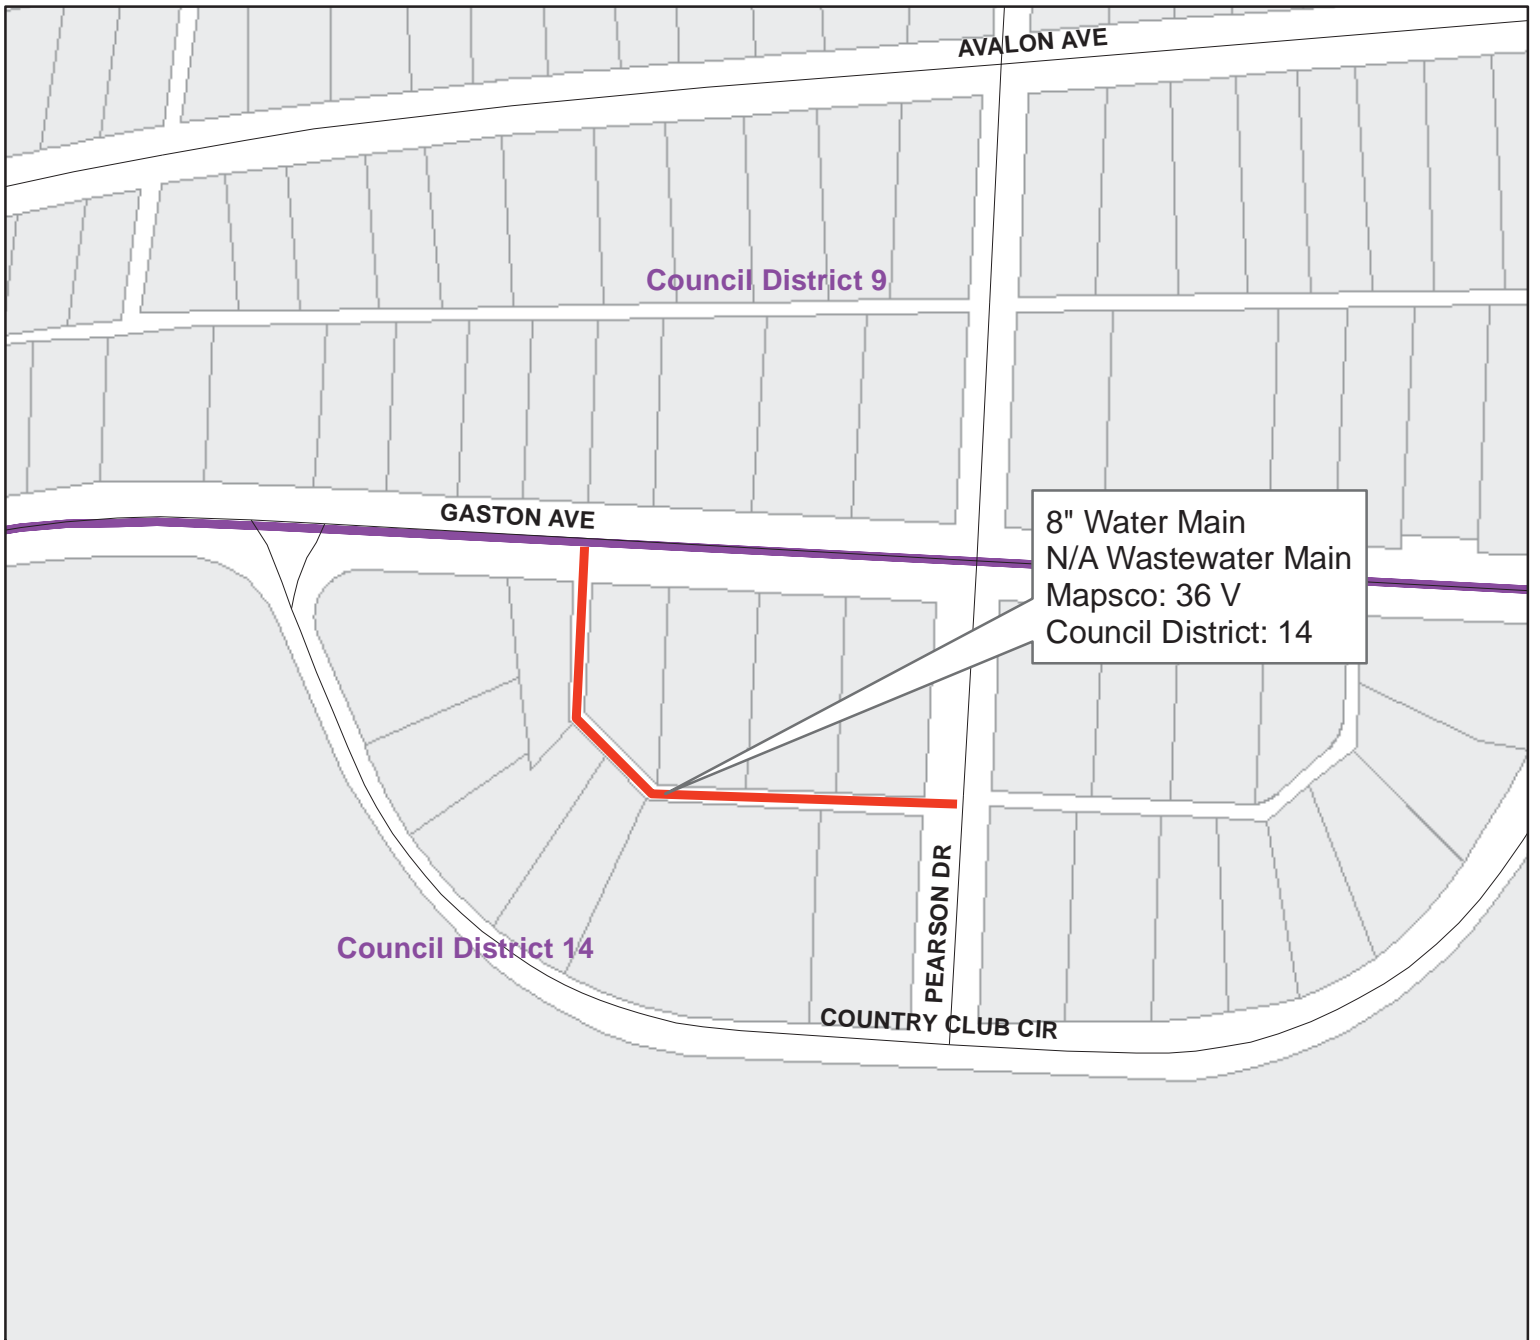 AVALON AVE
Council District 9
GASTON AVE
8" Water Main
N/A Wastewater Main
Mapsco: 36 V
Council District: 14
PEARSON DR
Council District 14
COUNTRY CLUB CIR